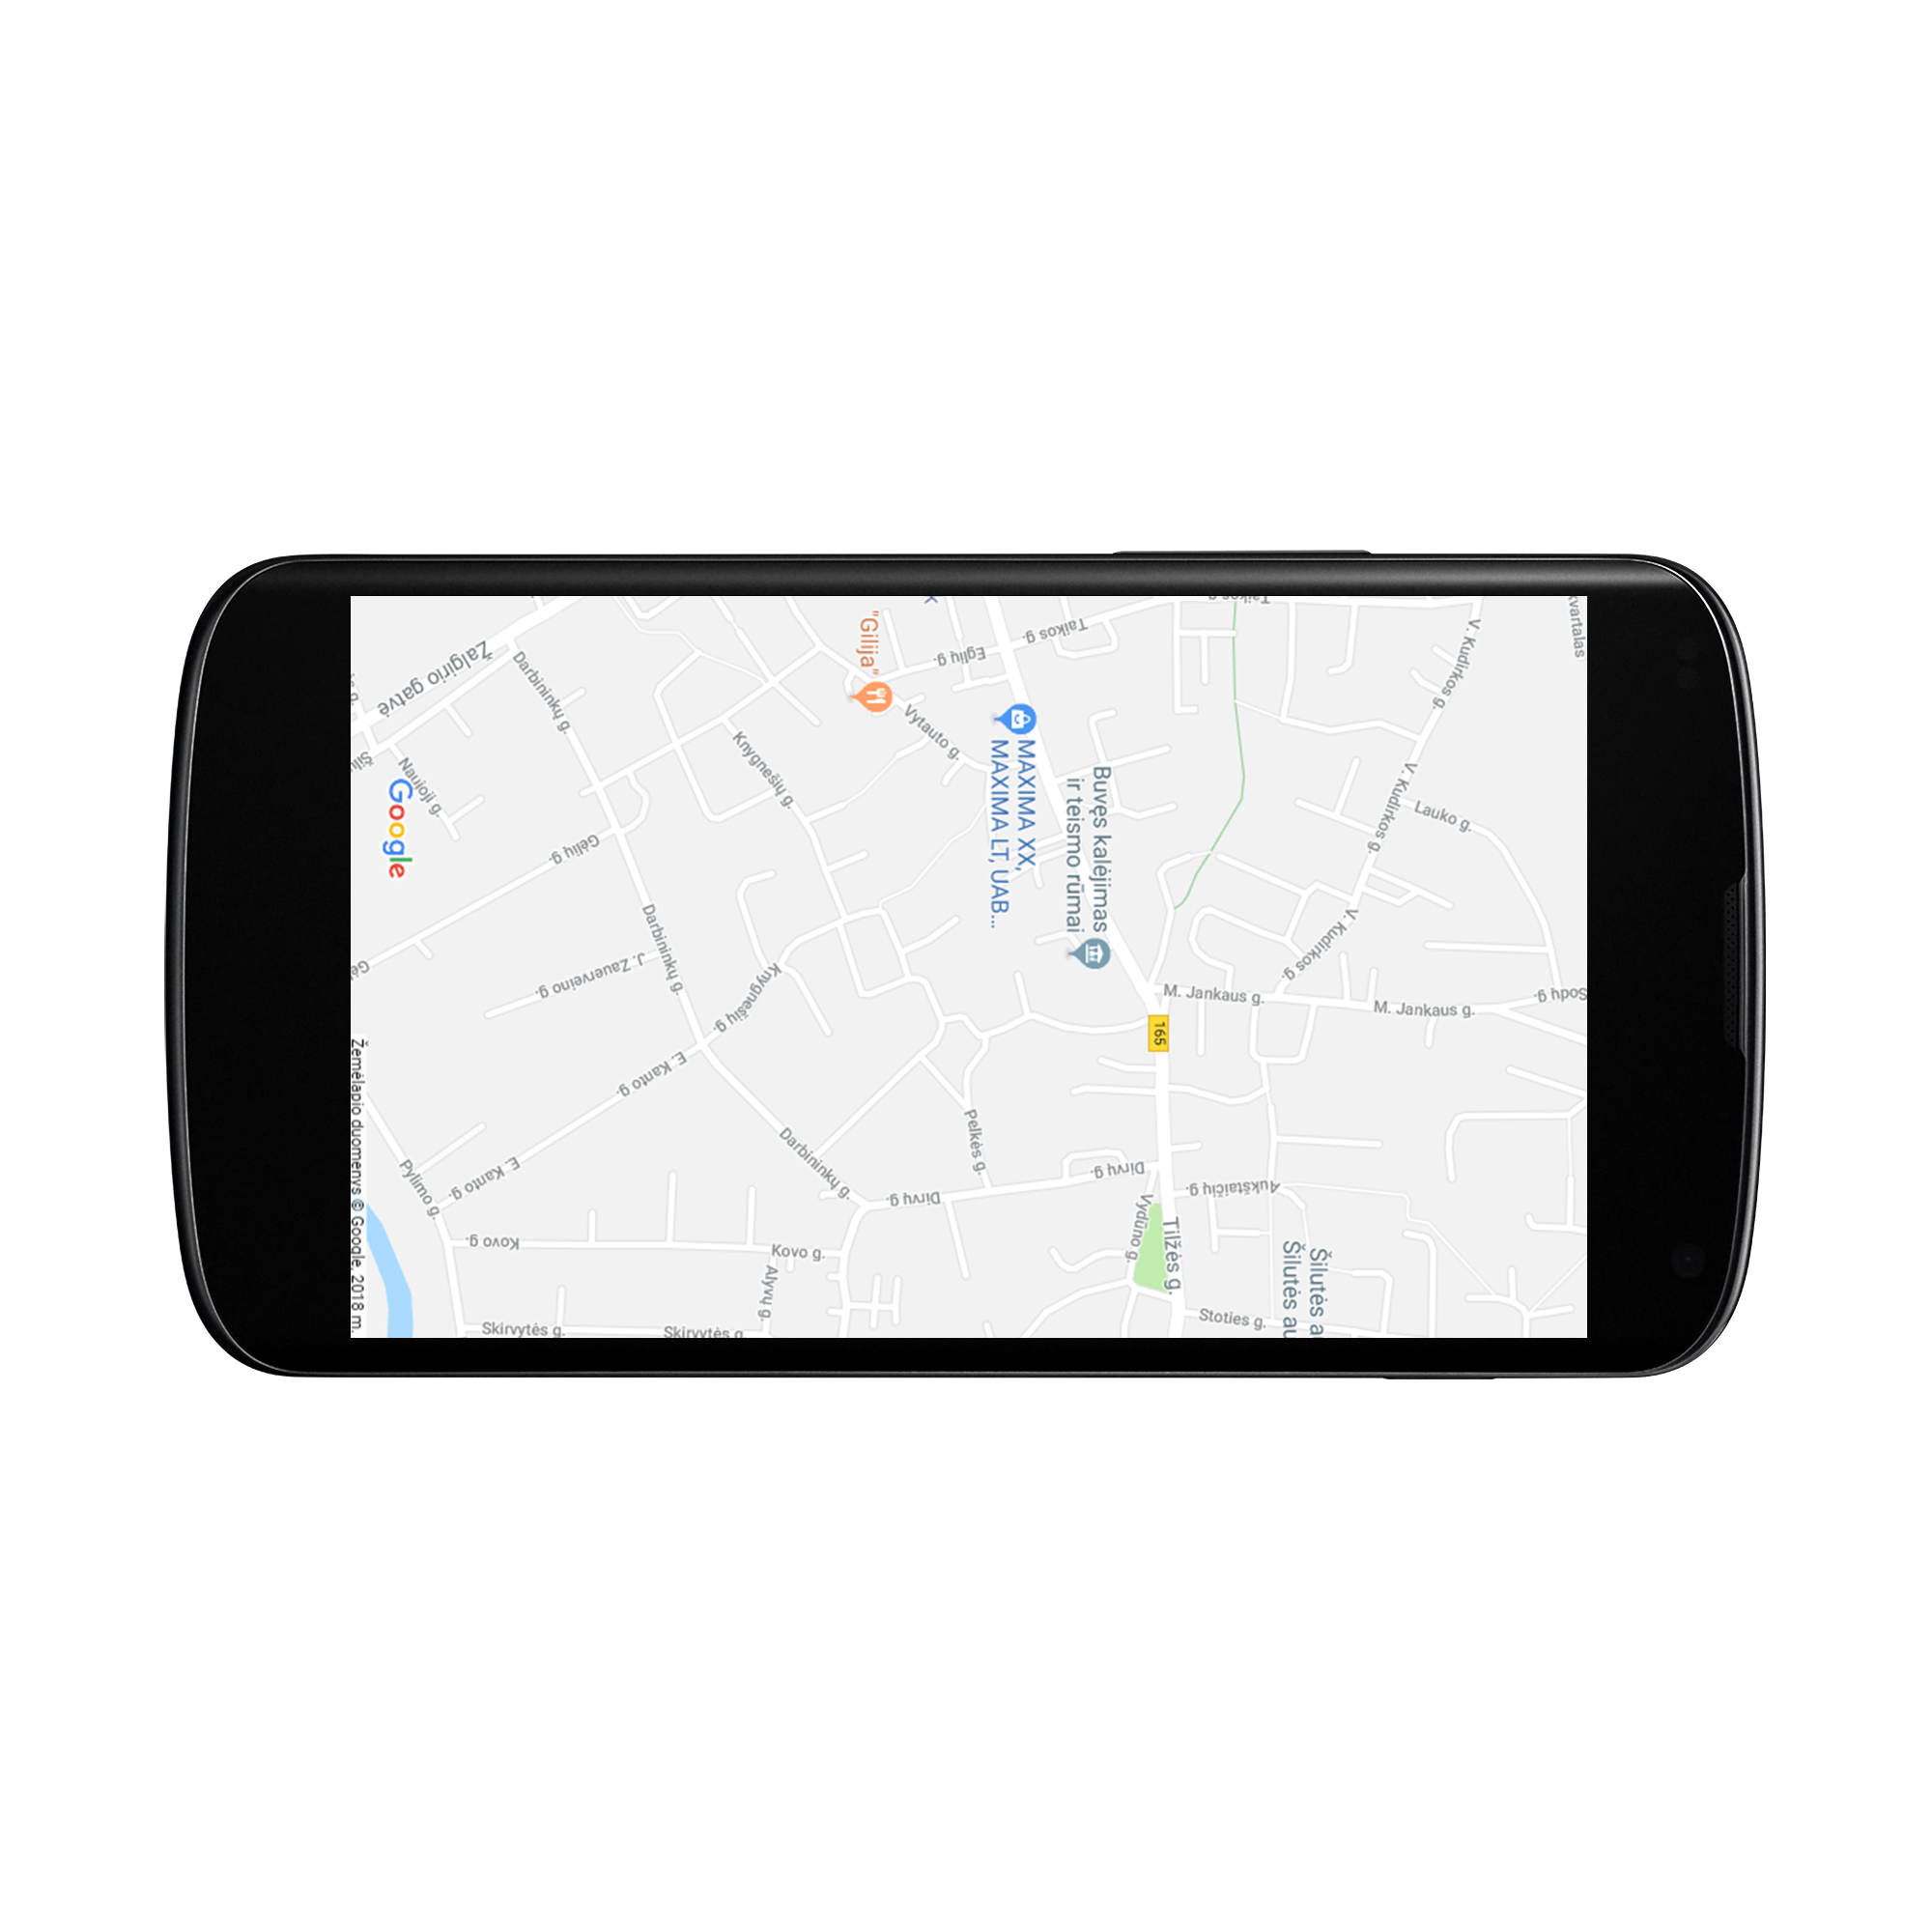 kvartalas
V. Kudirkos g.
Taikos g.
Sodų g.
Lauko g.
V. Kudirkos g.
V. Kudirkos g.
M. Jankaus g.
M. Jankaus g.
Šilutės a
Šilutės au
Stoties g.
Aukštaičių g.
Tilžės g.
165
Vydūno g.
Dirvų g.
Buvęs kalėjimas
ir teismo rūmai
Taikos g.
MAXIMA XX,
MAXIMA LT, UAB...
Eglių g.
Vytauto g.
Pelkės g.
Dirvų g.
"Gilija"
Knygnešių g.
Knygnešių g.
Darbininkų g.
Kovo g.
Alyvų g.
Skirvytės g.
Darbininkų g.
E. Kanto g.
J. Zauerveino g.
Gėlių g.
Darbininkų g.
Kovo g.
Skirvytės g.
E. Kanto g.
Žalgirio gatvė
Naujoji g.
Pylimo g.
Google
Žemėlapio duomenys © Google, 2018 m.